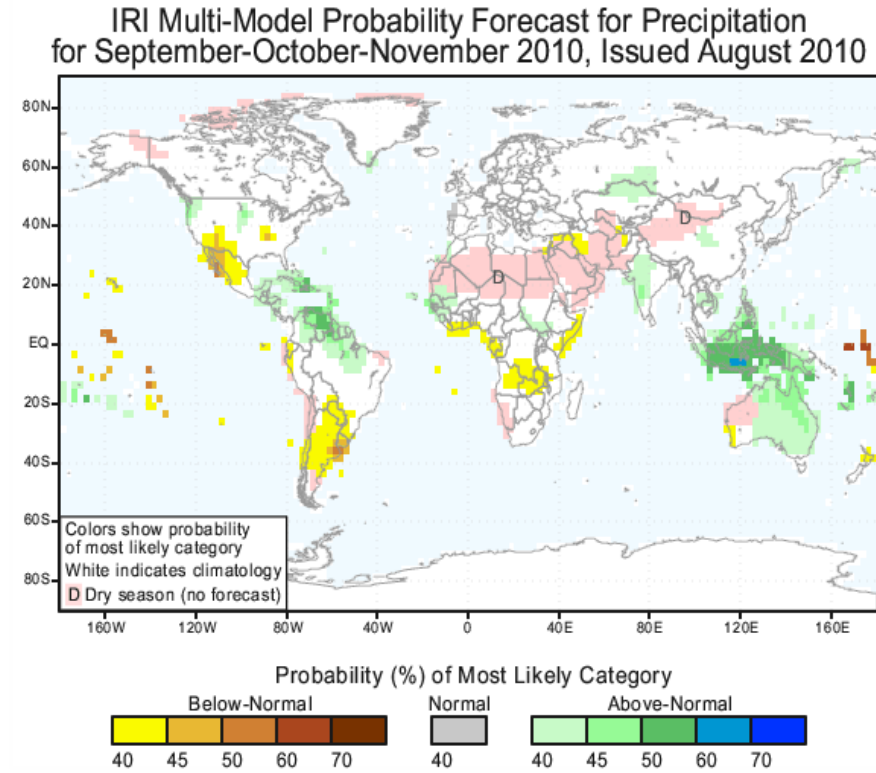 IRI Multi-Model Probability Forecast for Precipitation
for September-October-November 2010, Issued August 2010
80N
60N
40N
20N
EQ
20S
40S
60S
80S
D
D
Colors show probability
of most likely category
White indicates climatology
D Dry season (no forecast)
160W 120W 80W 40W 0 40E 80E 120E 160E
Probability (%) of Most Likely Category
Below-Normal Normal Above-Normal
40 45 50 60 70 40 40 45 50 60 70